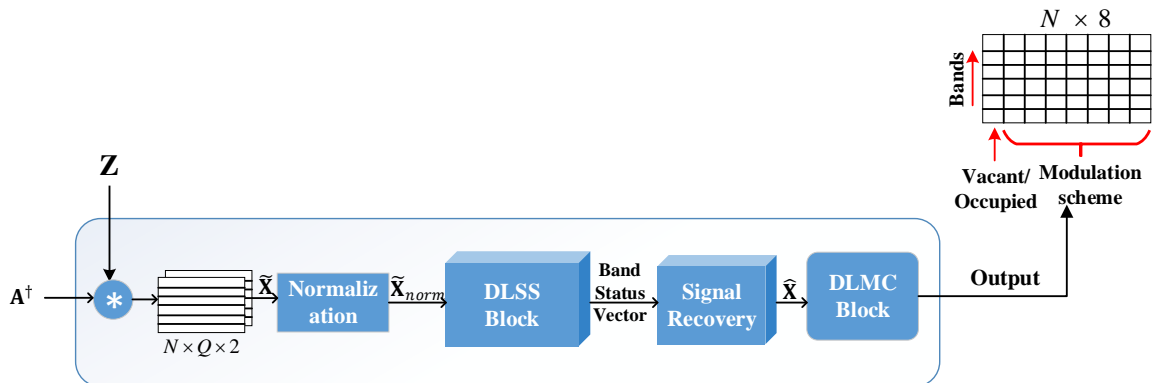 N × 8
Bands
Vacant/
Occupied
Modulation
scheme
Z
A†
*
N × Q × 2
X̃
Normaliz
ation
X̃norm
DLSS
Block
Band
Status
Vector
Signal
Recovery
X̂
DLMC
Block
Output